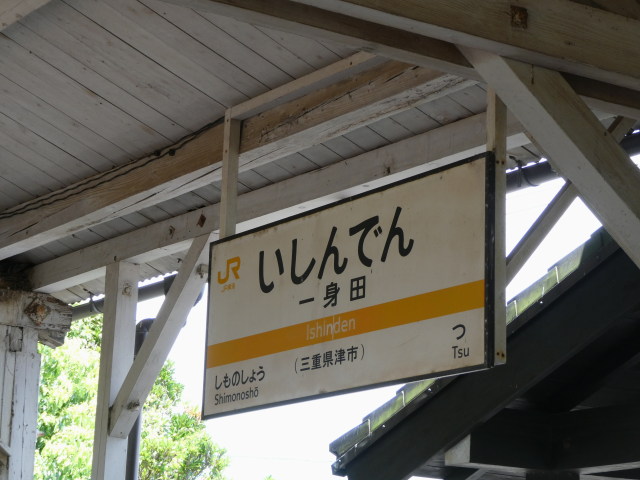 JR
いしんでん
一身田
Ishinden
(三重県津市)
しものしょう
Shimonoshō
つ
Tsu